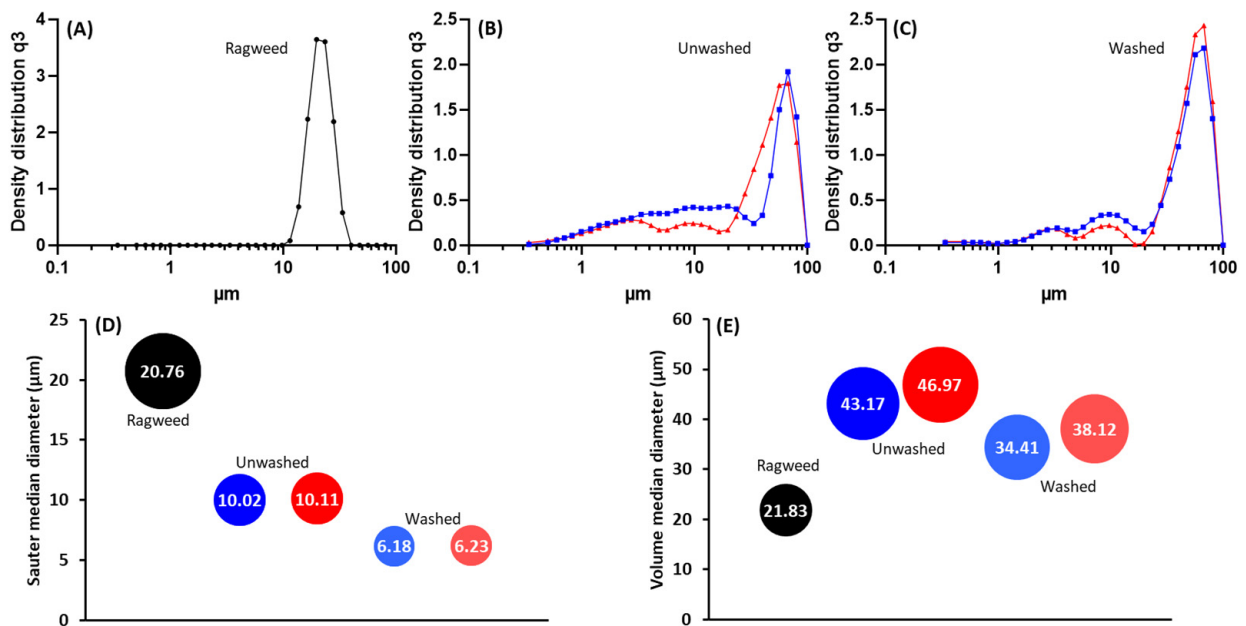 (A)
Ragweed
Density distribution q3
4
3
2
1
0
0.1
1
10
100
µm
(B)
Unwashed
Density distribution q3
2.5
2.0
1.5
1.0
0.5
0.0
0.1
1
10
100
µm
(C)
Washed
Density distribution q3
2.5
2.0
1.5
1.0
0.5
0.0
0.1
1
10
100
µm
(D)
Sauter median diameter (µm)
25
20
15
10
5
0
20.76
Ragweed
Unwashed
10.02
10.11
Washed
6.18
6.23
(E)
Volume median diameter (µm)
60
50
40
30
20
10
0
Ragweed
21.83
43.17
46.97
Unwashed
34.41
38.12
Washed